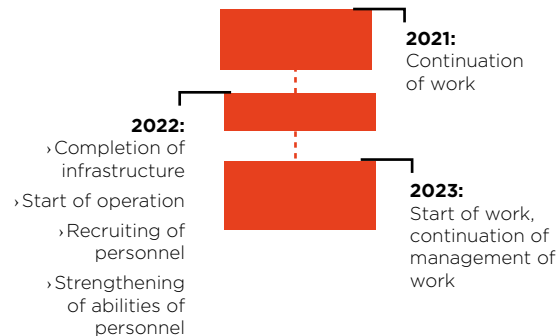 2021:
Continuation
of work
2022:
›Completion of
infrastructure
›Start of operation
›Recruiting of
personnel
›Strengthening
of abilities of
personnel
2023:
Start of work,
continuation of
management of
work